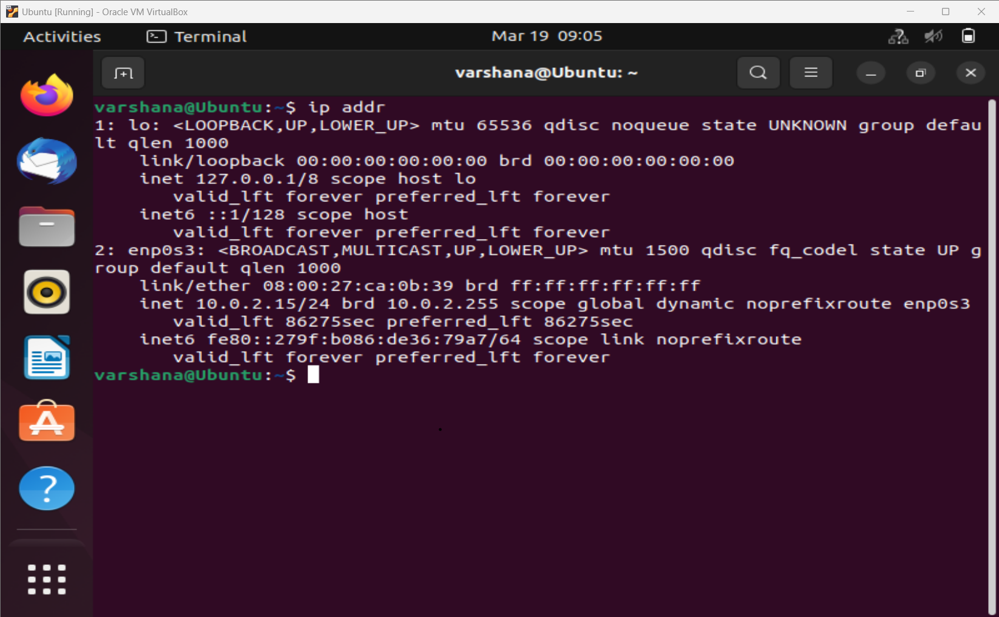 Ubuntu [Running] - Oracle VM VirtualBox
Activities Terminal Mar 19 09:05
varshana@Ubuntu: ~
varshana@Ubuntu:~$ ip addr
1: lo: <LOOPBACK,UP,LOWER_UP> mtu 65536 qdisc noqueue state UNKNOWN group defau
lt qlen 1000
    link/loopback 00:00:00:00:00:00 brd 00:00:00:00:00:00
    inet 127.0.0.1/8 scope host lo
       valid_lft forever preferred_lft forever
    inet6 ::1/128 scope host
       valid_lft forever preferred_lft forever
2: enp0s3: <BROADCAST,MULTICAST,UP,LOWER_UP> mtu 1500 qdisc fq_codel state UP g
roup default qlen 1000
    link/ether 08:00:27:ca:0b:39 brd ff:ff:ff:ff:ff:ff
    inet 10.0.2.15/24 brd 10.0.2.255 scope global dynamic noprefixroute enp0s3
       valid_lft 86275sec preferred_lft 86275sec
    inet6 fe80::279f:b086:de36:79a7/64 scope link noprefixroute
       valid_lft forever preferred_lft forever
varshana@Ubuntu:~$